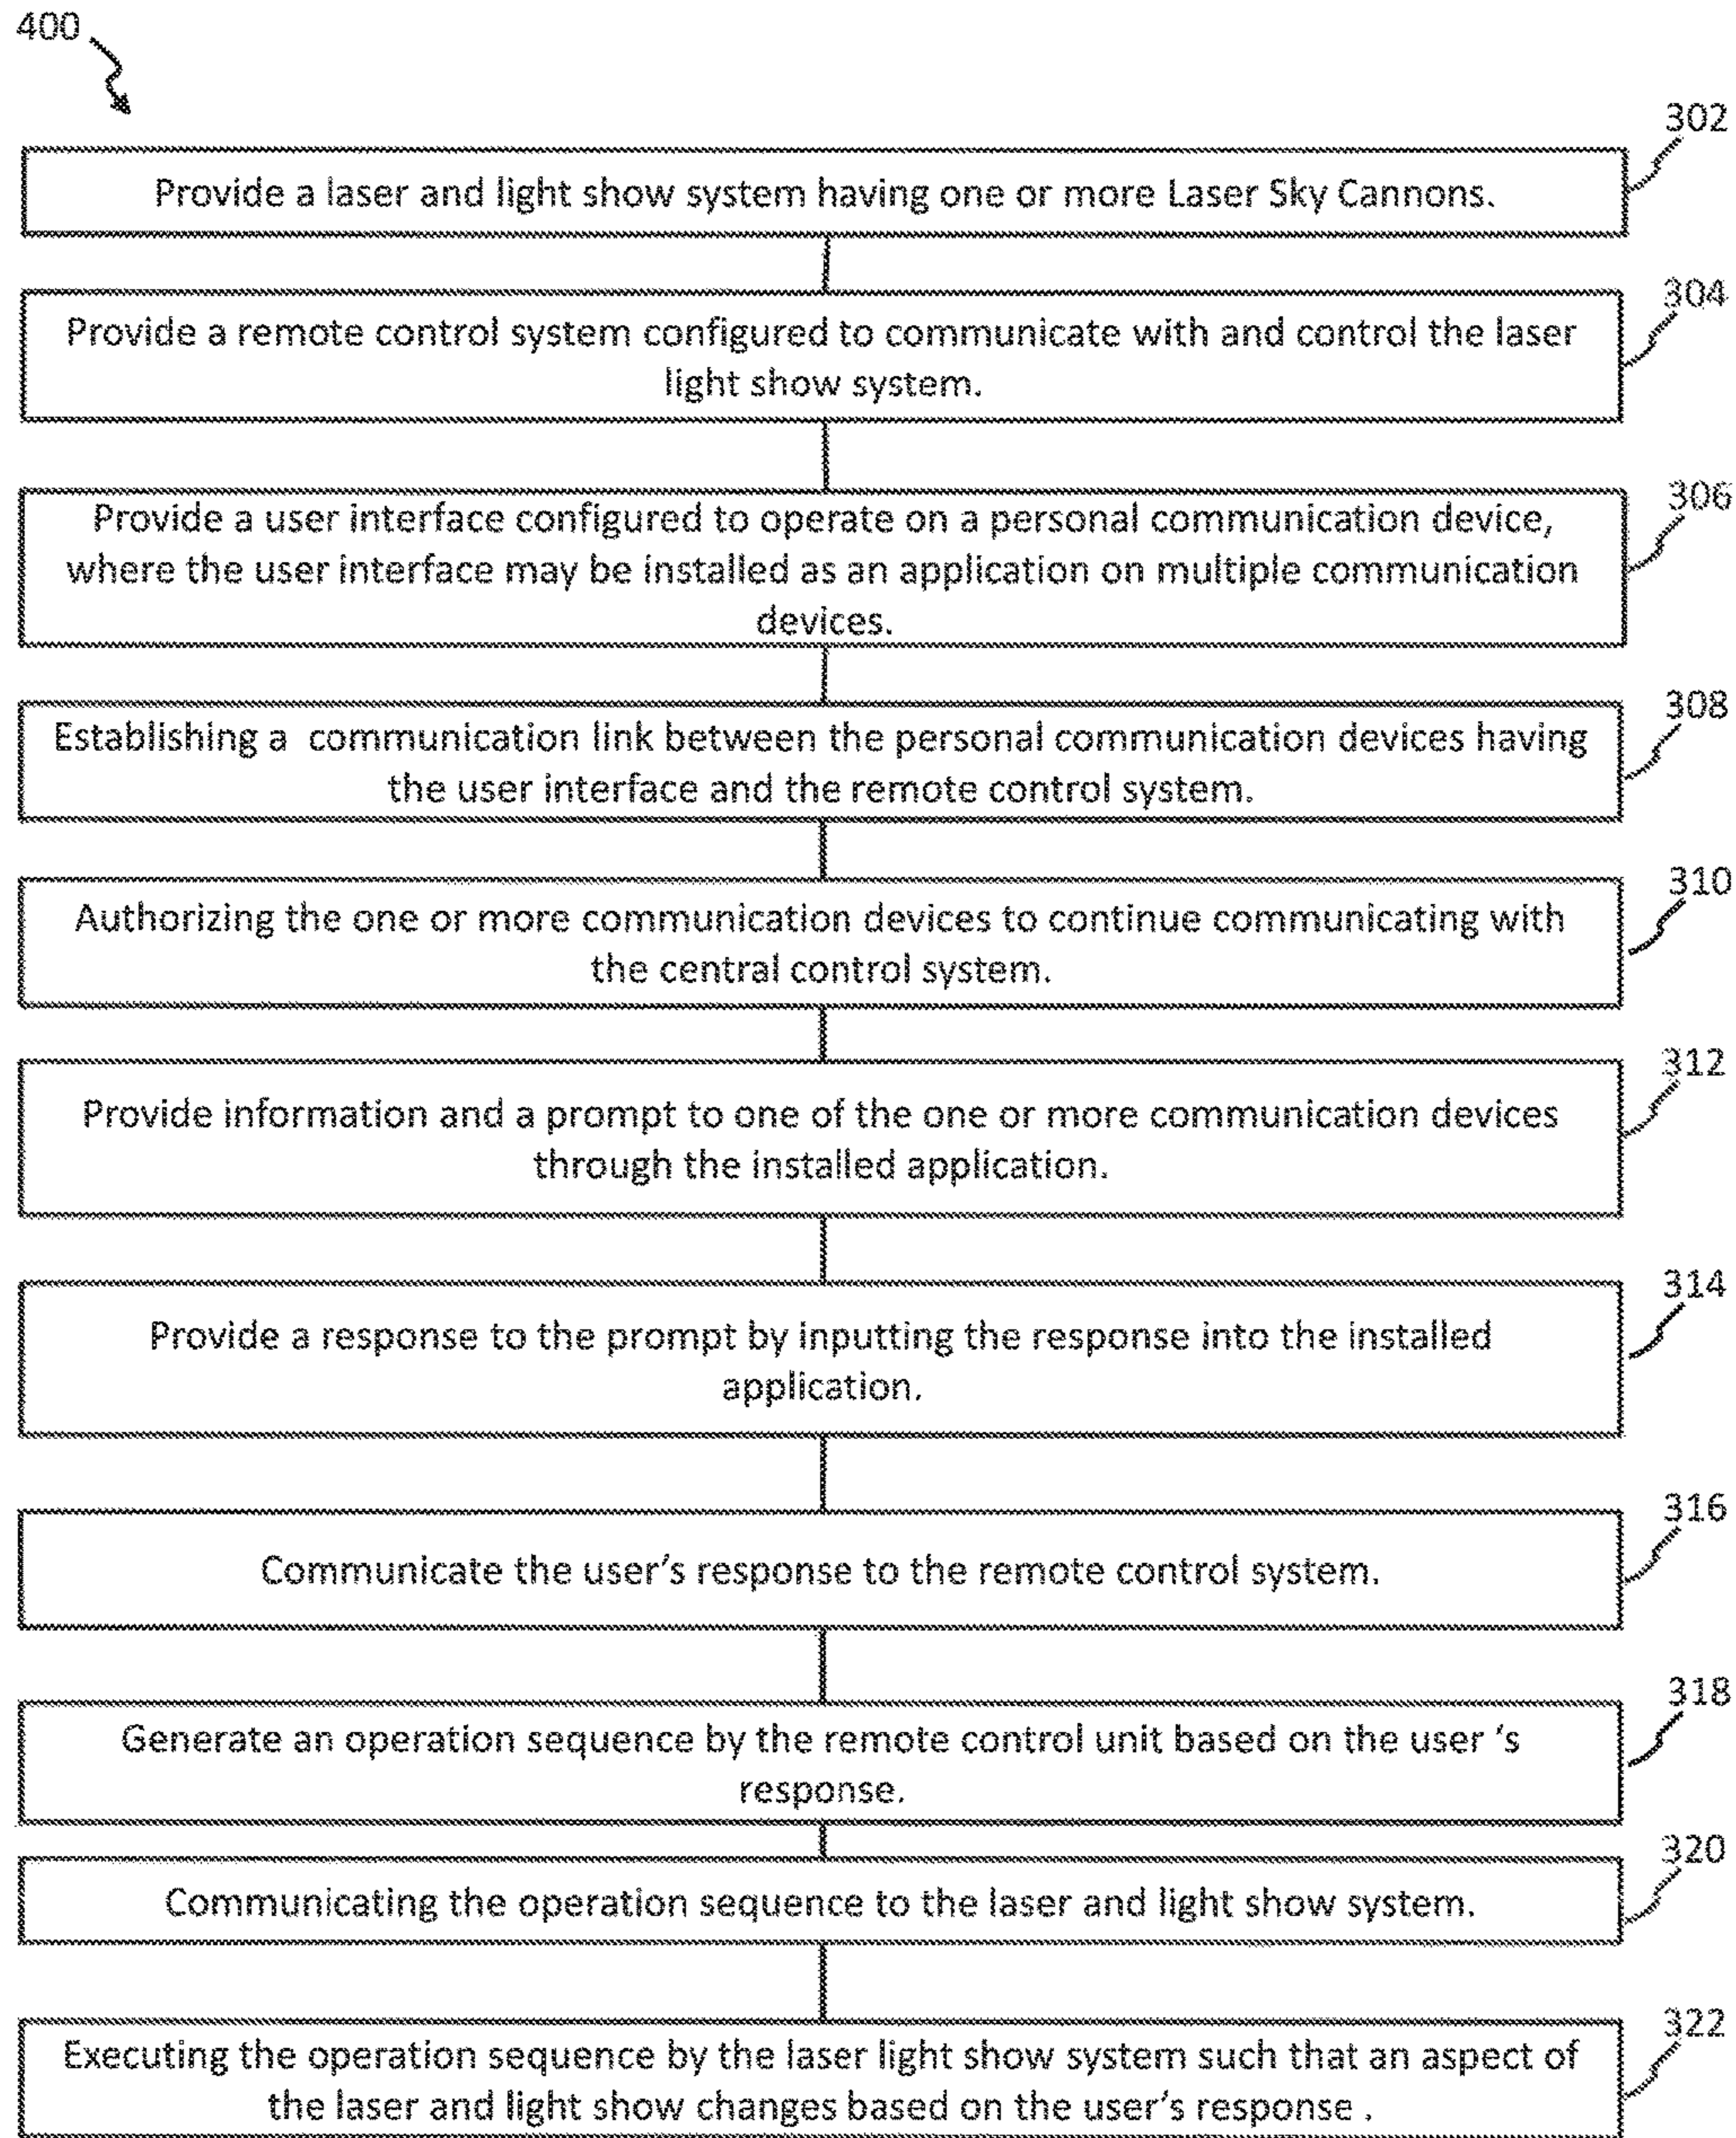 400
302
Provide a laser and light show system having one or more Laser Sky Cannons.
304
Provide a remote control system configured to communicate with and control the laser
light show system.
306
Provide a user interface configured to operate on a personal communication device,
where the user interface may be installed as an application on multiple communication
devices.
308
Establishing a communication link between the personal communication devices having
the user interface and the remote control system.
310
Authorizing the one or more communication devices to continue communicating with
the central control system.
312
Provide information and a prompt to one of the one or more communication devices
through the installed application.
314
Provide a response to the prompt by inputting the response into the installed
application.
316
Communicate the user's response to the remote control system.
318
Generate an operation sequence by the remote control unit based on the user 's
response.
320
Communicating the operation sequence to the laser and light show system.
322
Executing the operation sequence by the laser light show system such that an aspect of
the laser and light show changes based on the user's response .